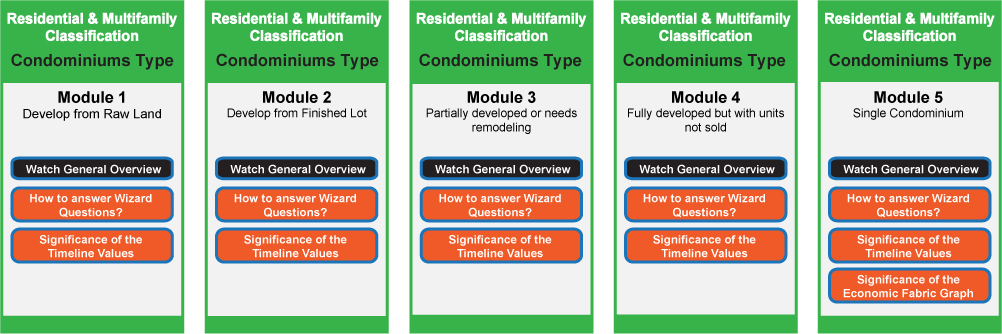 Residential & Multifamily
Classification
Condominiums Type
Module 1
Develop from Raw Land
Watch General Overview
How to answer Wizard
Questions?
Significance of the
Timeline Values
Residential & Multifamily
Classification
Condominiums Type
Module 2
Develop from Finished Lot
Watch General Overview
How to answer Wizard
Questions?
Significance of the
Timeline Values
Residential & Multifamily
Classification
Condominiums Type
Module 3
Partially developed or needs
remodeling
Watch General Overview
How to answer Wizard
Questions?
Significance of the
Timeline Values
Residential & Multifamily
Classification
Condominiums Type
Module 4
Fully developed but with units
not sold
Watch General Overview
How to answer Wizard
Questions?
Significance of the
Timeline Values
Residential & Multifamily
Classification
Condominiums Type
Module 5
Single Condominium
Watch General Overview
How to answer Wizard
Questions?
Significance of the
Timeline Values
Significance of the
Economic Fabric Graph